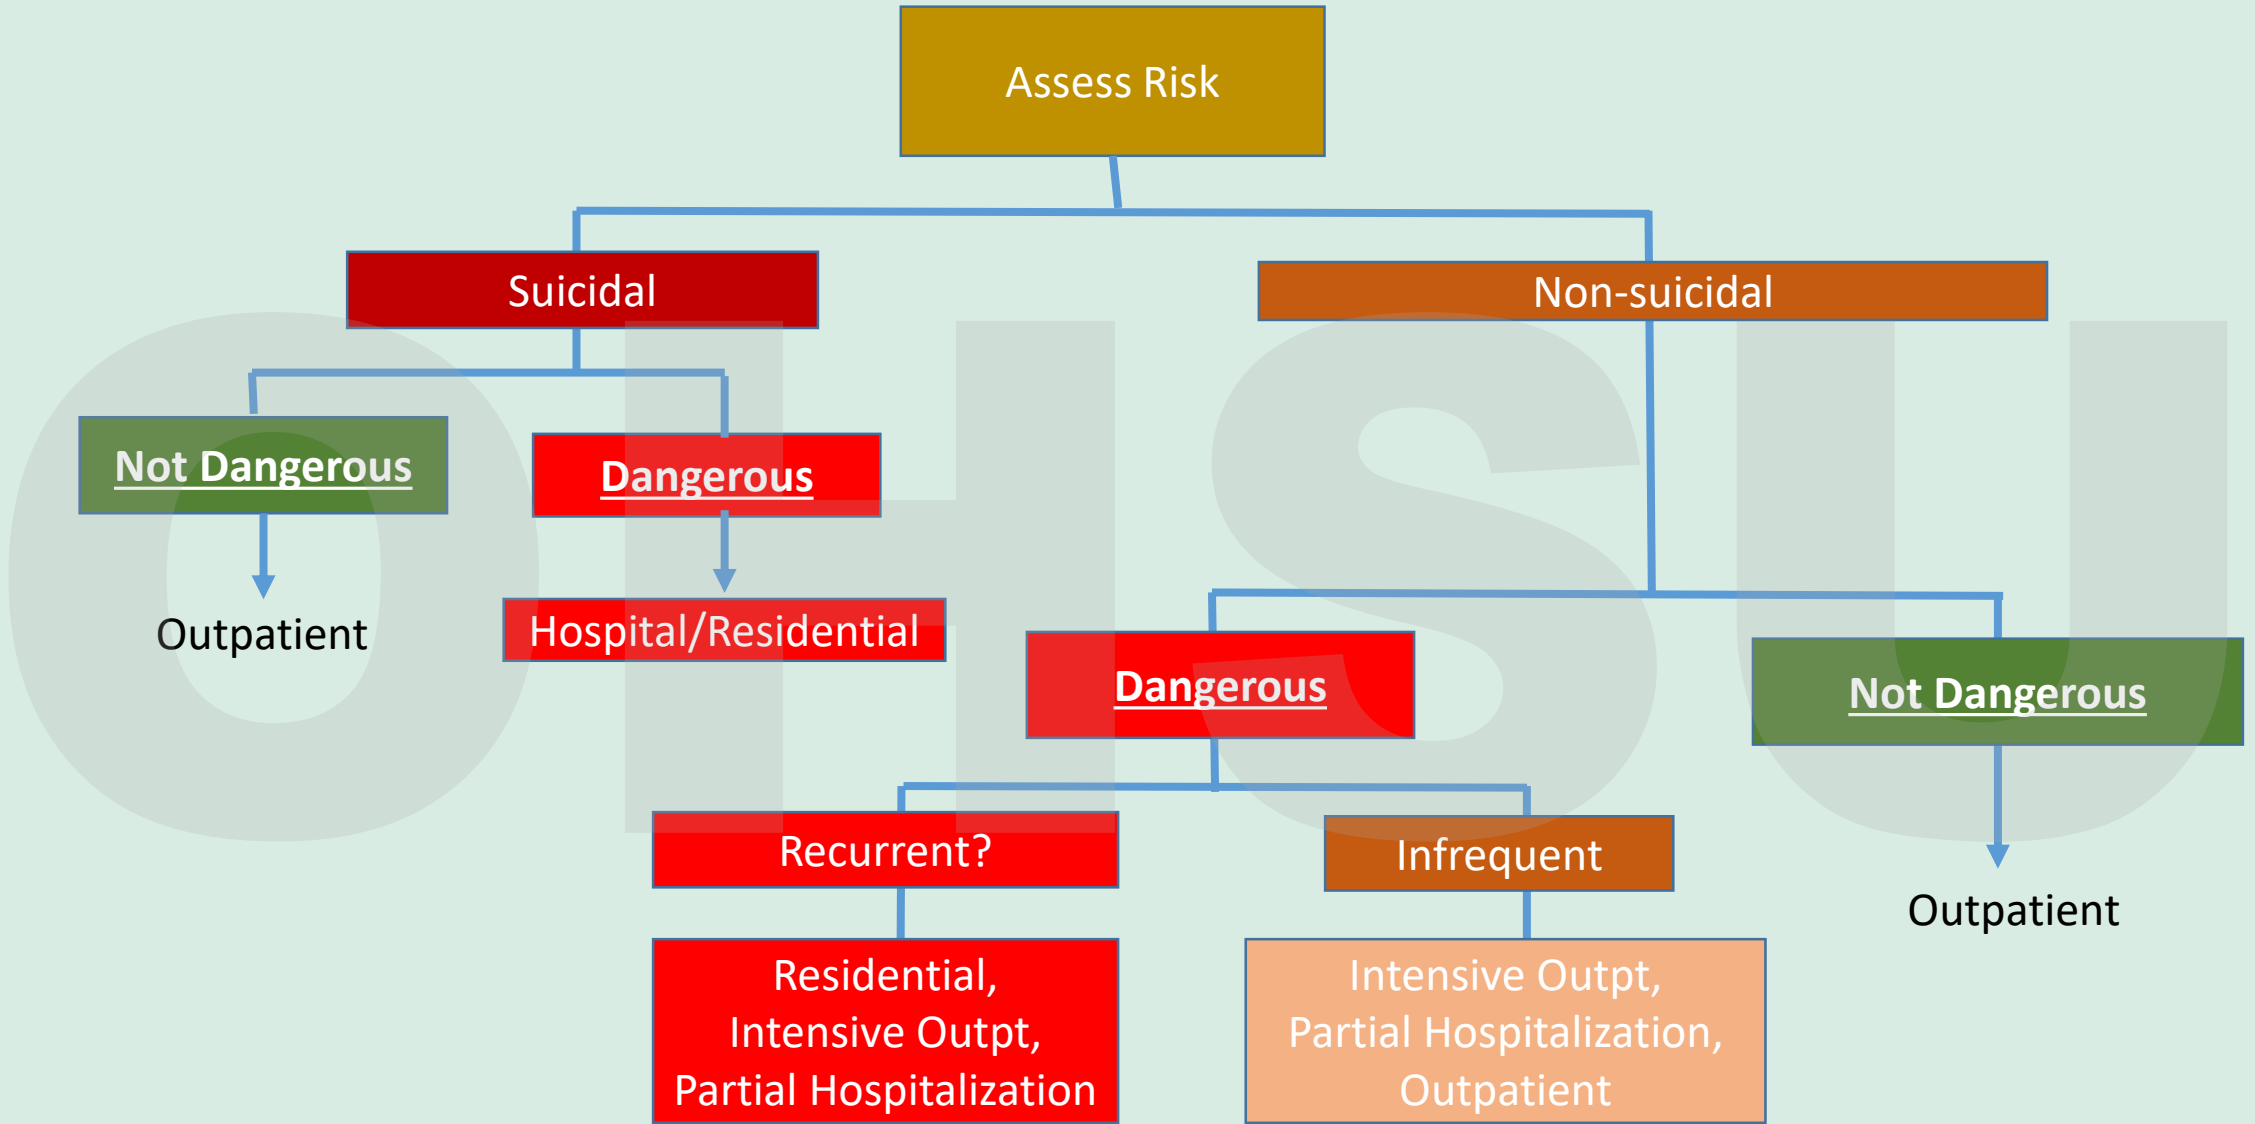 Assess Risk
Suicidal
Non-suicidal
Not Dangerous
Dangerous
Outpatient
Hospital/Residential
Dangerous
Not Dangerous
Recurrent?
Infrequent
Outpatient
Residential,
Intensive Outpt,
Partial Hospitalization
Intensive Outpt,
Partial Hospitalization,
Outpatient
OHSU